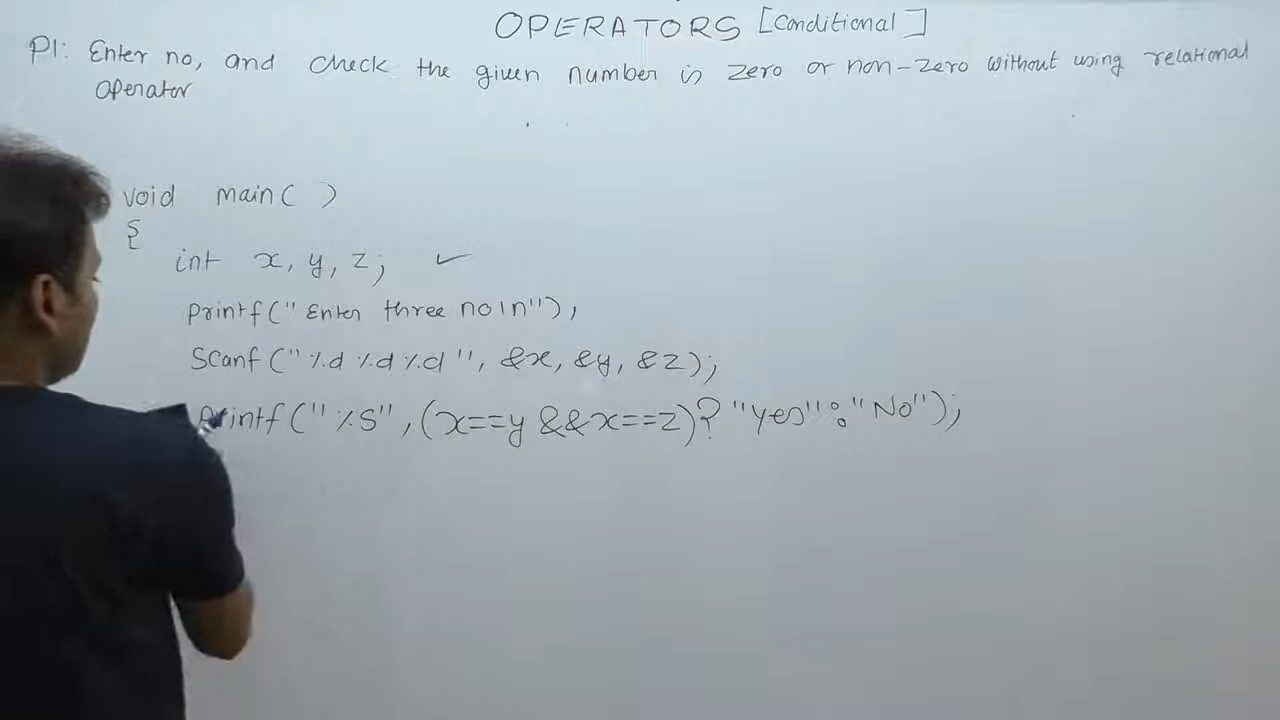 OPERATORS [Conditional]
P1: Enter no, and check the given number is zero or non-zero without using relational
operator
void main( )
{
int x, y, z; ✓
printf("Enter three no\n");
Scanf("%d %d %d", &x, &y, &z);
printf("%s", (x==y && x==z)? "Yes" : "No");